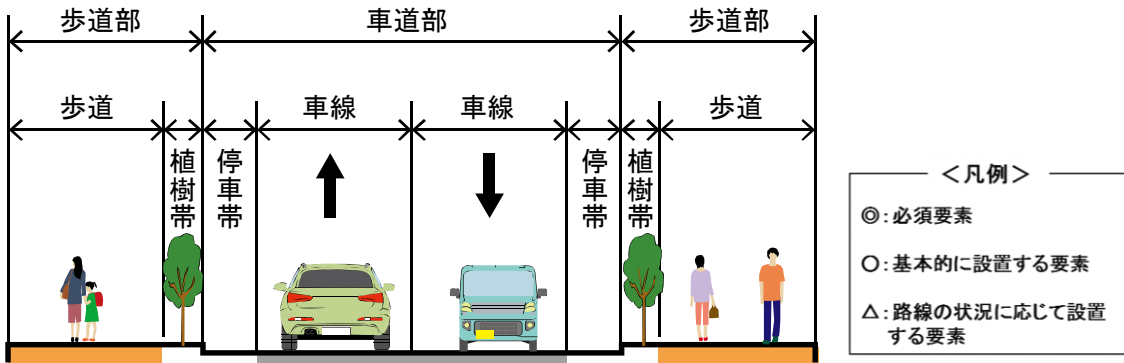 歩道部 車道部 歩道部
歩道 車線 車線 歩道
植樹帯
停車帯
停車帯
植樹帯
＜凡例＞
◎：必須要素
○：基本的に設置する要素
△：路線の状況に応じて設置
する要素